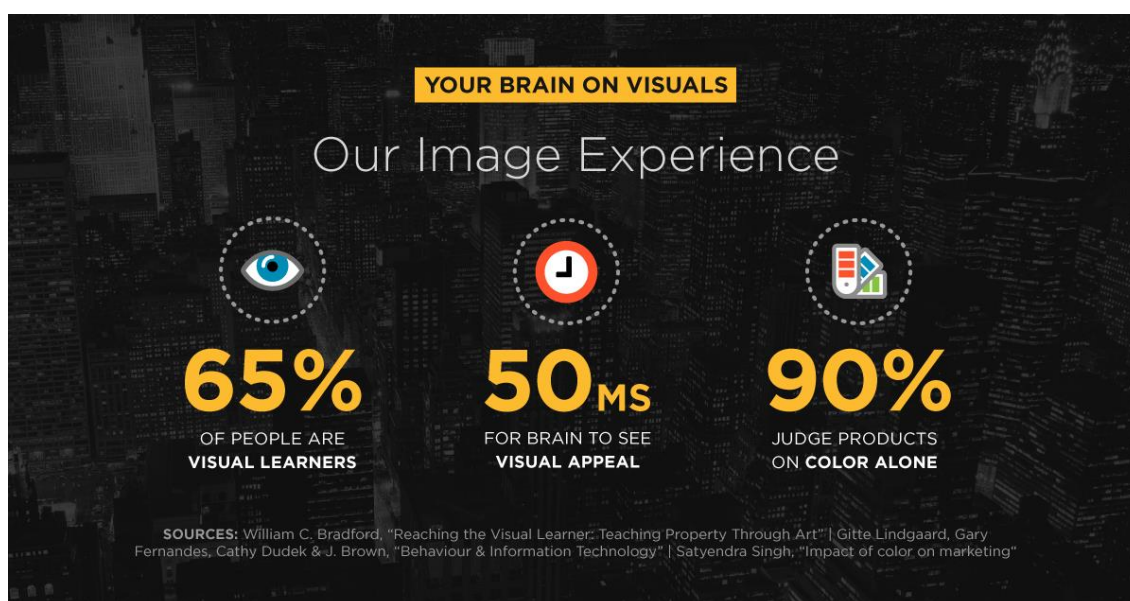 YOUR BRAIN ON VISUALS
Our Image Experience
65%
OF PEOPLE ARE
VISUAL LEARNERS
50MS
FOR BRAIN TO SEE
VISUAL APPEAL
90%
JUDGE PRODUCTS
ON COLOR ALONE
SOURCES: William C. Bradford, “Reaching the Visual Learner: Teaching Property Through Art” | Gitte Lindgaard, Gary
Fernandes, Cathy Dudek & J. Brown, “Behaviour & Information Technology” | Satyendra Singh, “Impact of color on marketing“